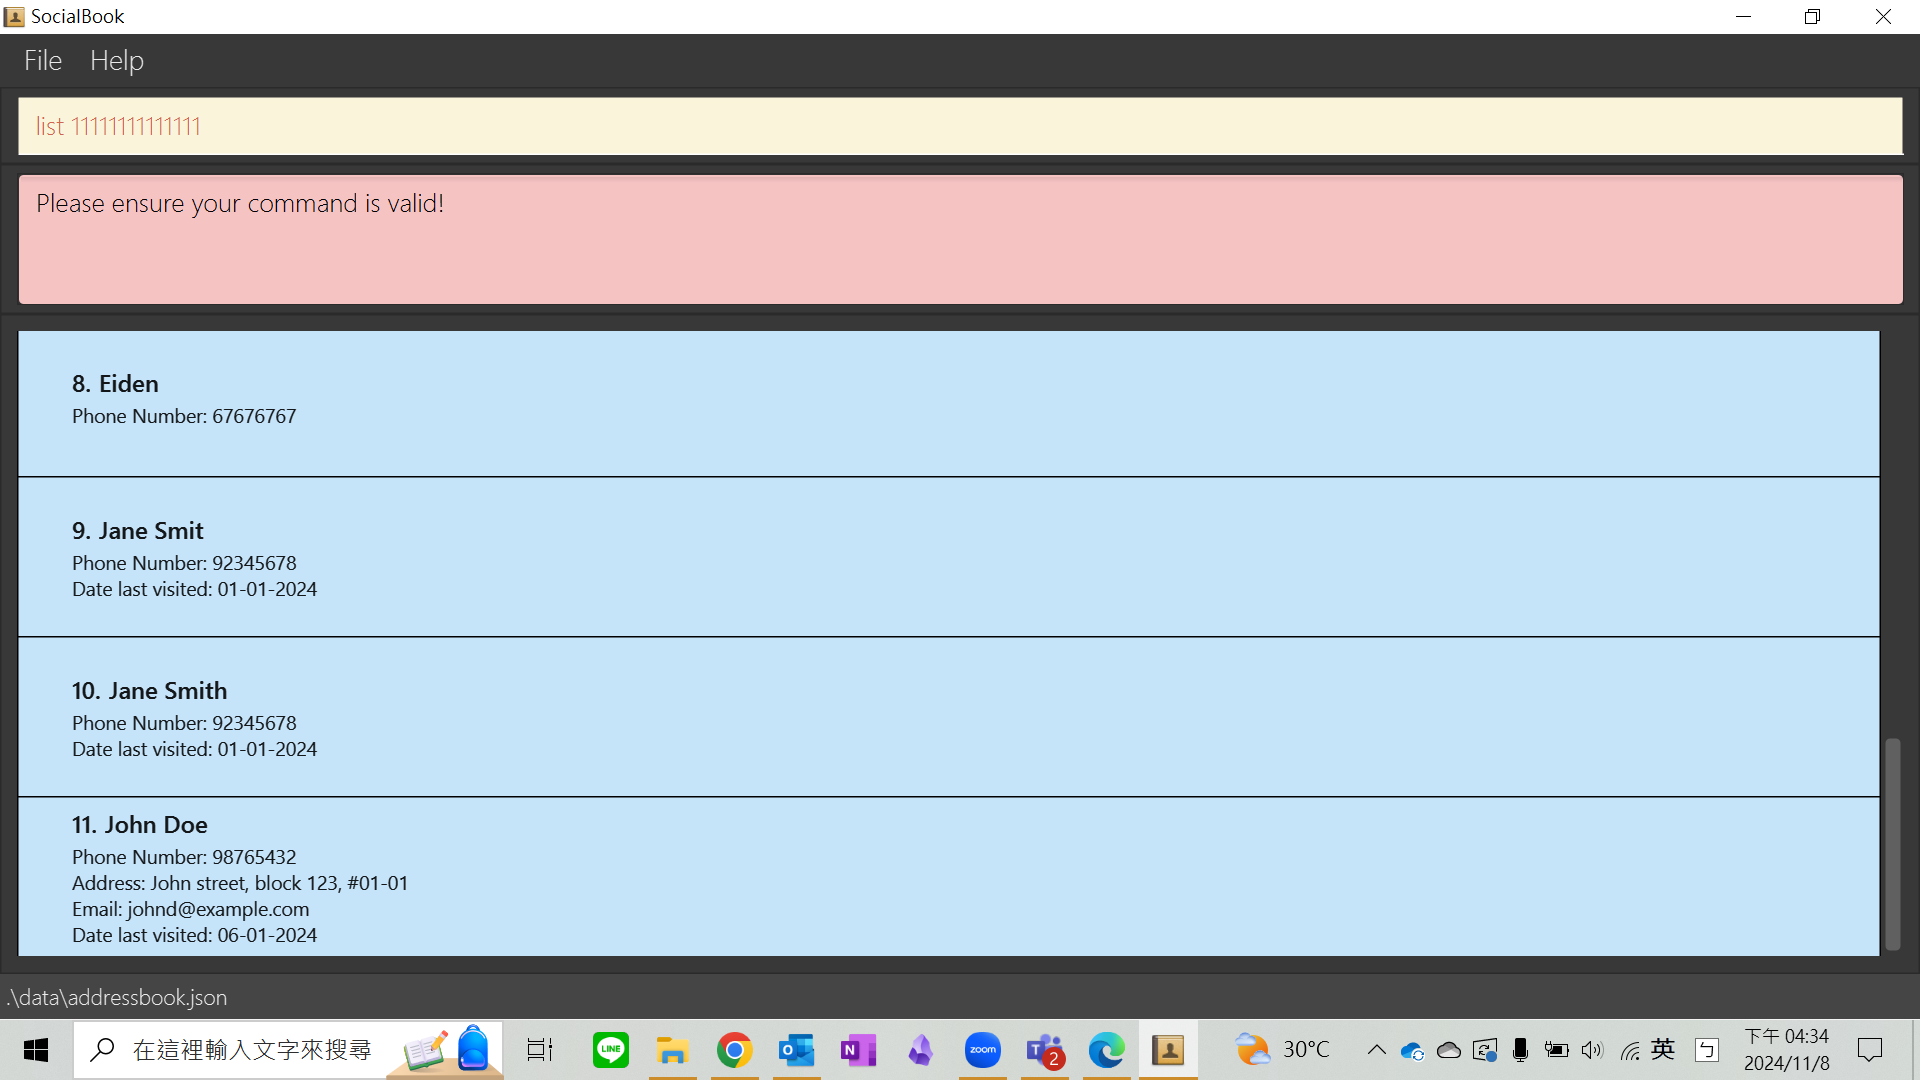 SocialBook
File Help
list 11111111111111
Please ensure your command is valid!
8. Eiden
Phone Number: 67676767
9. Jane Smit
Phone Number: 92345678
Date last visited: 01-01-2024
10. Jane Smith
Phone Number: 92345678
Date last visited: 01-01-2024
11. John Doe
Phone Number: 98765432
Address: John street, block 123, #01-01
Email: johnd@example.com
Date last visited: 06-01-2024
.\data\addressbook.json
在這裡輸入文字來搜尋
LINE
zoom
2
30°C
英
ㄅ
下午 04:34
2024/11/8